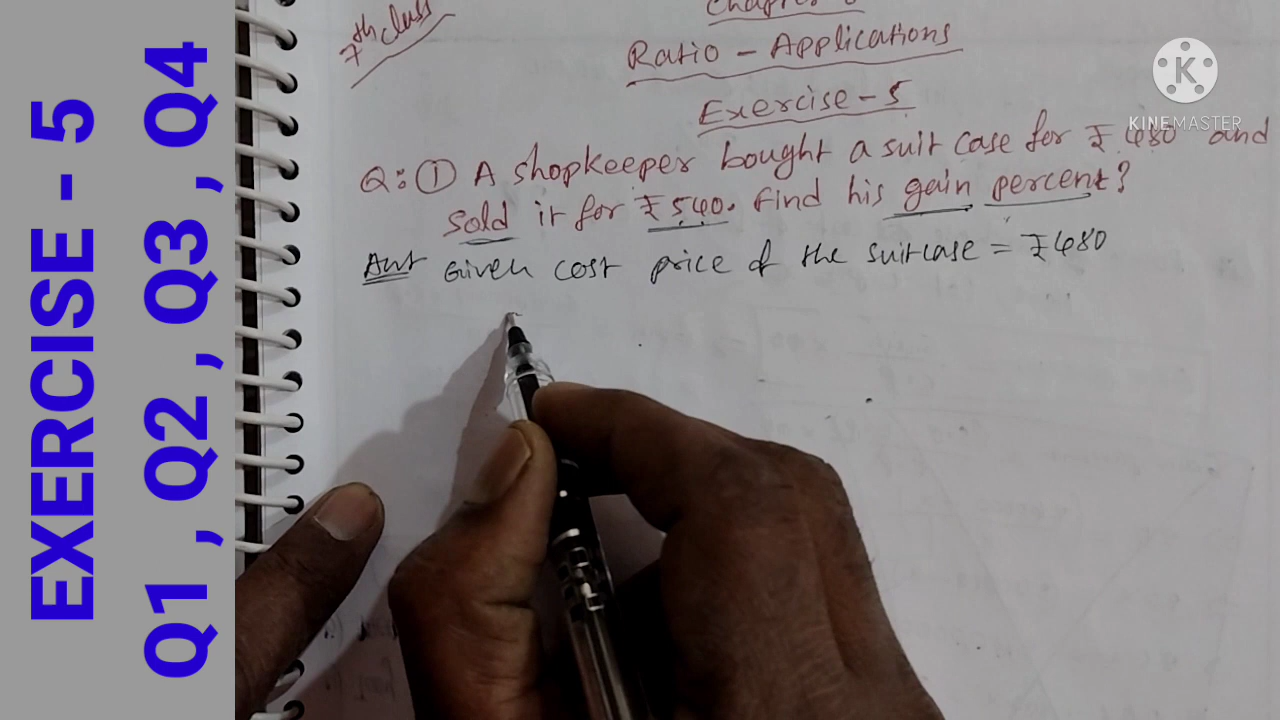 EXERCISE - 5
Q1 , Q2 , Q3 , Q4
7th class
Ratio - Applications
Exercise - 5
Q: ① A shopkeeper bought a suit case for ₹ 480 and
sold it for ₹ 540. Find his gain percent?
Ans Given cost price of the suitcase = ₹480
K
KINEMASTER